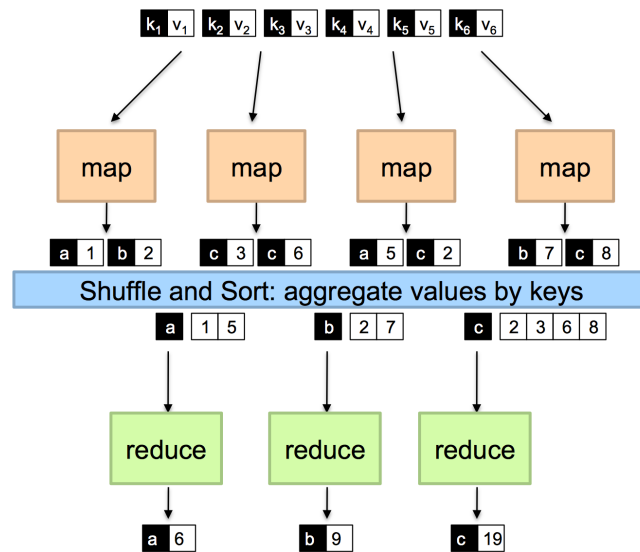 k1 v1 k2 v2 k3 v3 k4 v4 k5 v5 k6 v6
map map map map
a 1 b 2 c 3 c 6 a 5 c 2 b 7 c 8
Shuffle and Sort: aggregate values by keys
a 1 5 b 2 7 c 2 3 6 8
reduce reduce reduce
a 6 b 9 c 19